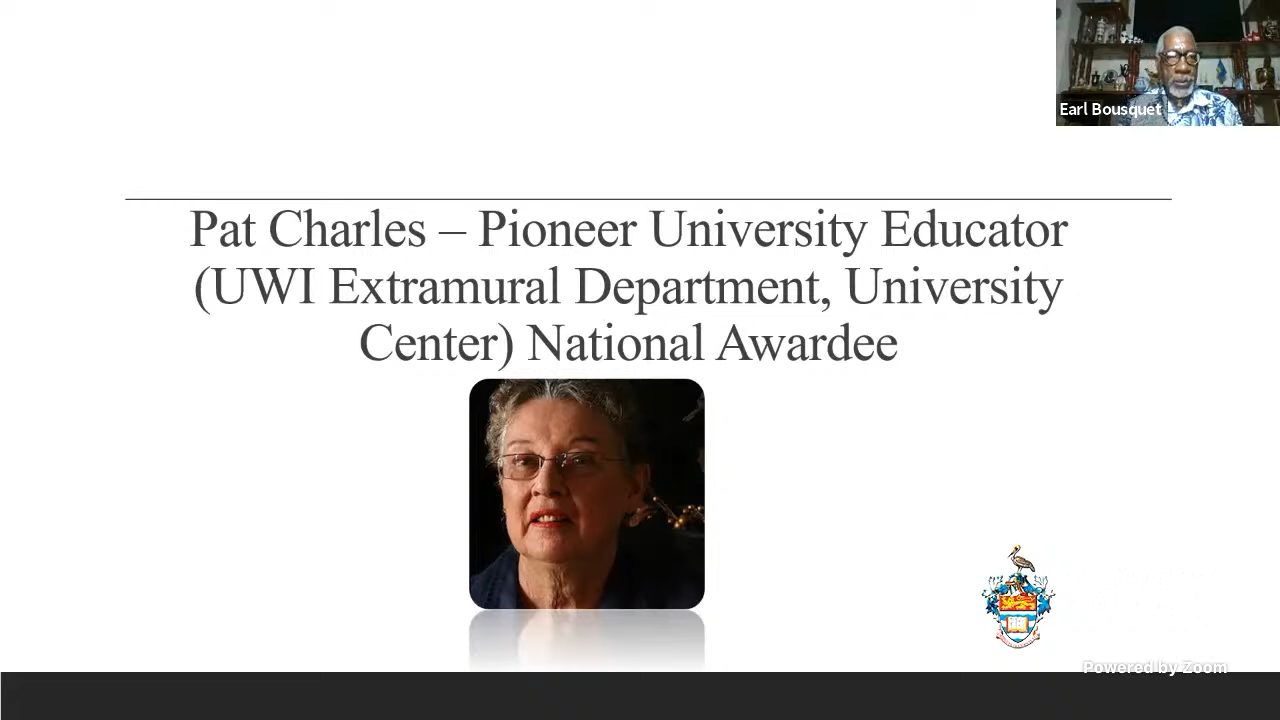 Earl Bousquet
Pat Charles – Pioneer University Educator
(UWI Extramural Department, University
Center) National Awardee
Powered by Zoom